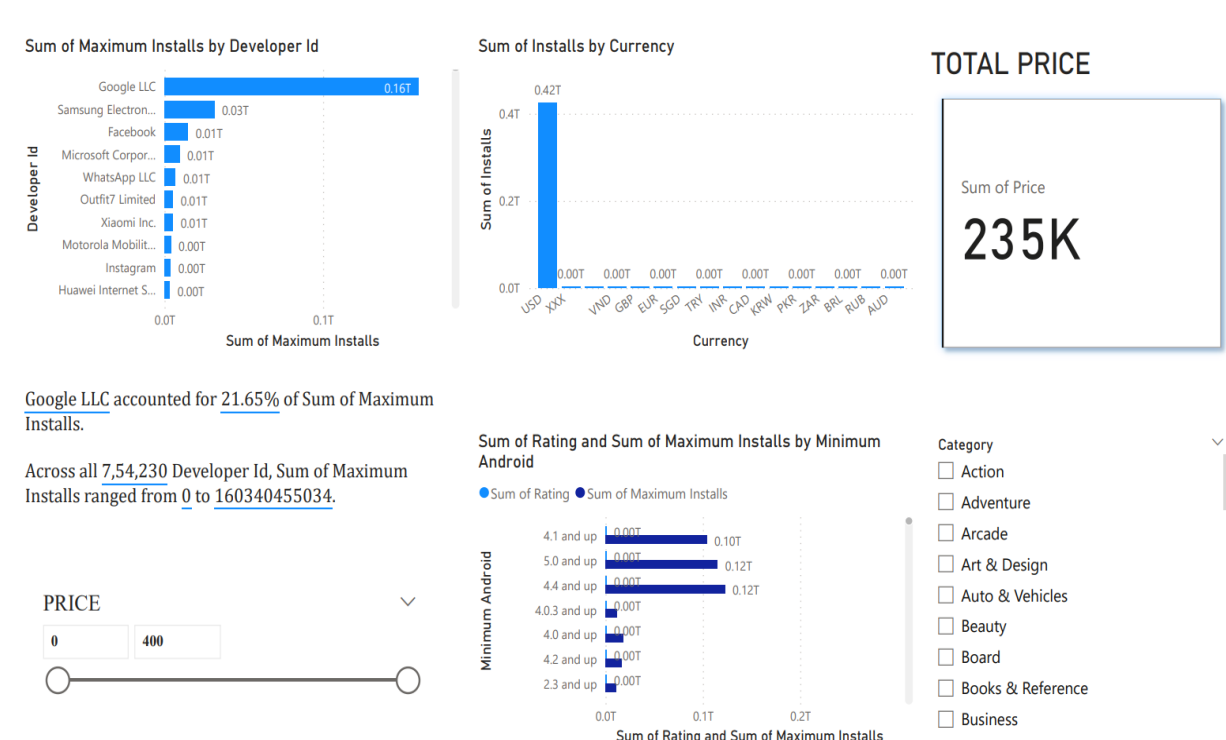 Sum of Maximum Installs by Developer Id
Developer Id
Google LLC 0.16T
Samsung Electron... 0.03T
Facebook 0.01T
Microsoft Corpor... 0.01T
WhatsApp LLC 0.01T
Outfit7 Limited 0.01T
Xiaomi Inc. 0.01T
Motorola Mobilit... 0.00T
Instagram 0.00T
Huawei Internet S... 0.00T
0.0T 0.1T
Sum of Maximum Installs
Sum of Installs by Currency
Sum of Installs
0.42T
0.4T
0.2T
0.00T 0.00T 0.00T 0.00T 0.00T 0.00T 0.00T 0.00T
0.0T
USD XXX VND GBP EUR SGD TRY INR CAD KRW PKR ZAR BRL RUB AUD
Currency
TOTAL PRICE
Sum of Price
235K
Google LLC accounted for 21.65% of Sum of Maximum
Installs.
Across all 7,54,230 Developer Id, Sum of Maximum
Installs ranged from 0 to 160340455034.
PRICE
0 400
Sum of Rating and Sum of Maximum Installs by Minimum
Android
Sum of Rating Sum of Maximum Installs
Minimum Android
4.1 and up 0.00T 0.10T
5.0 and up 0.00T 0.12T
4.4 and up 0.00T 0.12T
4.0.3 and up 0.00T
4.0 and up 0.00T
4.2 and up 0.00T
2.3 and up 0.00T
0.0T 0.1T 0.2T
Sum of Rating and Sum of Maximum Installs
Category
Action
Adventure
Arcade
Art & Design
Auto & Vehicles
Beauty
Board
Books & Reference
Business